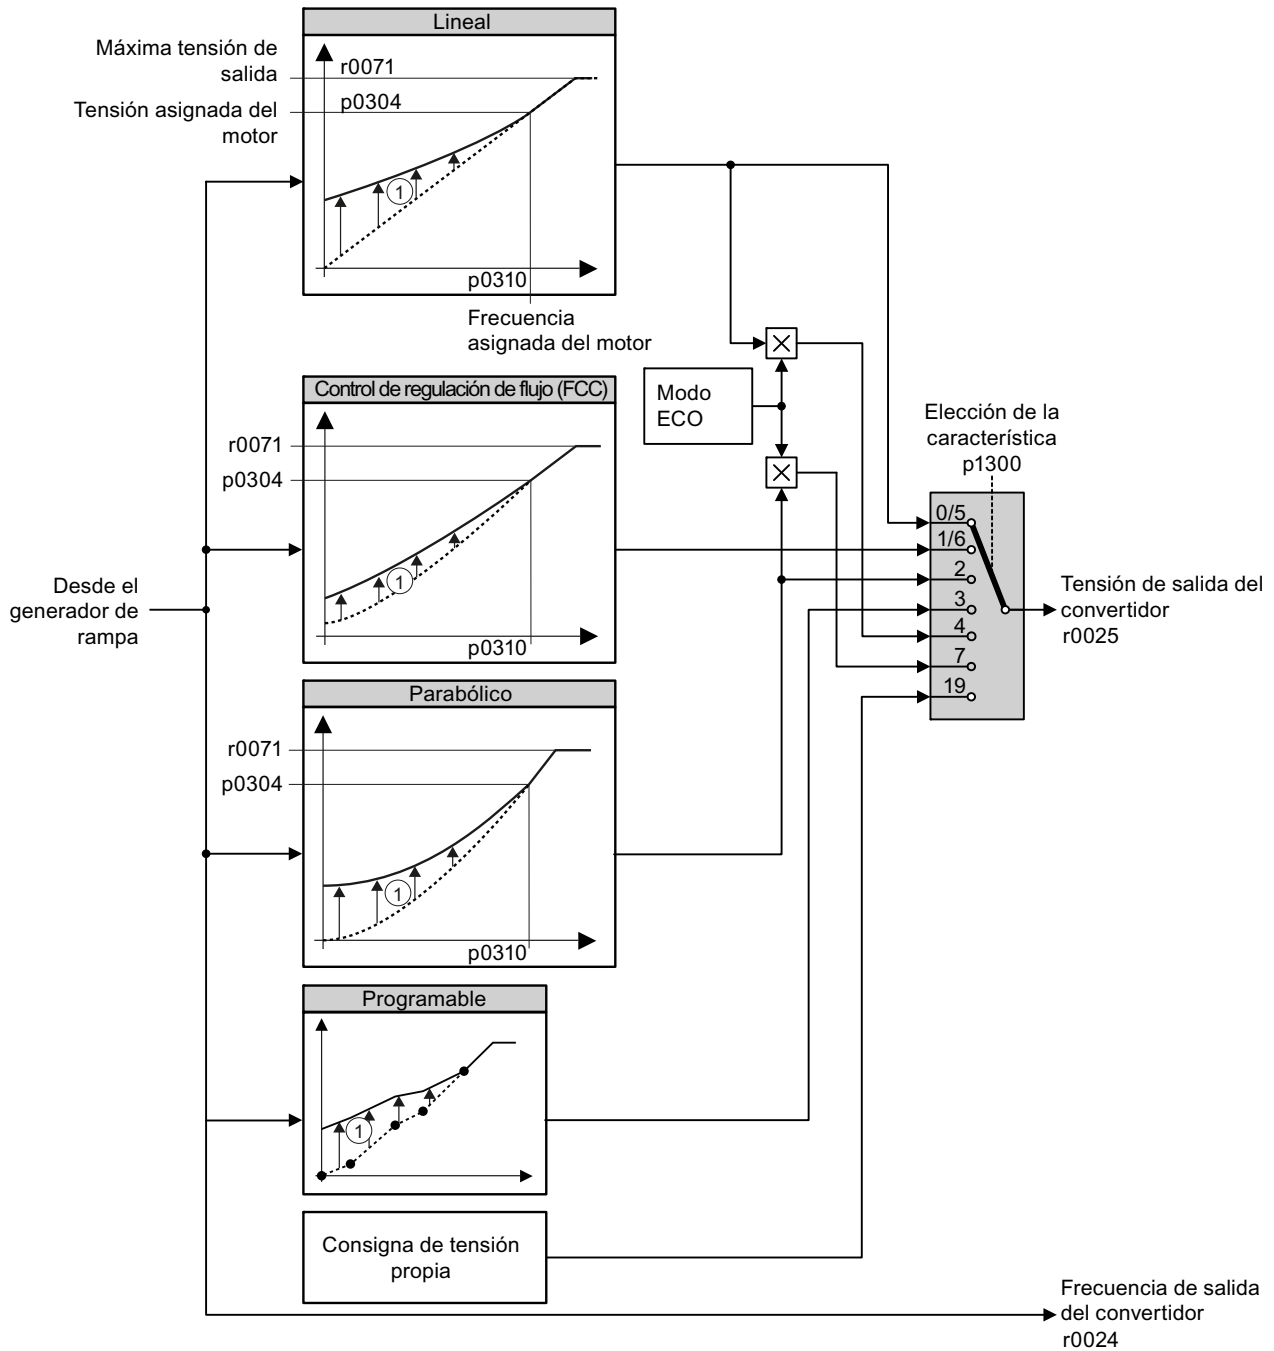 Lineal
Máxima tensión de
salida
r0071
Tensión asignada del
motor
p0304
1
p0310
Frecuencia
asignada del motor
Control de regulación de flujo (FCC)
r0071
p0304
1
p0310
Modo
ECO
Elección de la
característica
p1300
0/5
1/6
2
3
4
7
19
Desde el
generador de
rampa
Tensión de salida del
convertidor
r0025
Parabólico
r0071
p0304
1
p0310
Programable
1
Consigna de tensión
propia
Frecuencia de salida
del convertidor
r0024